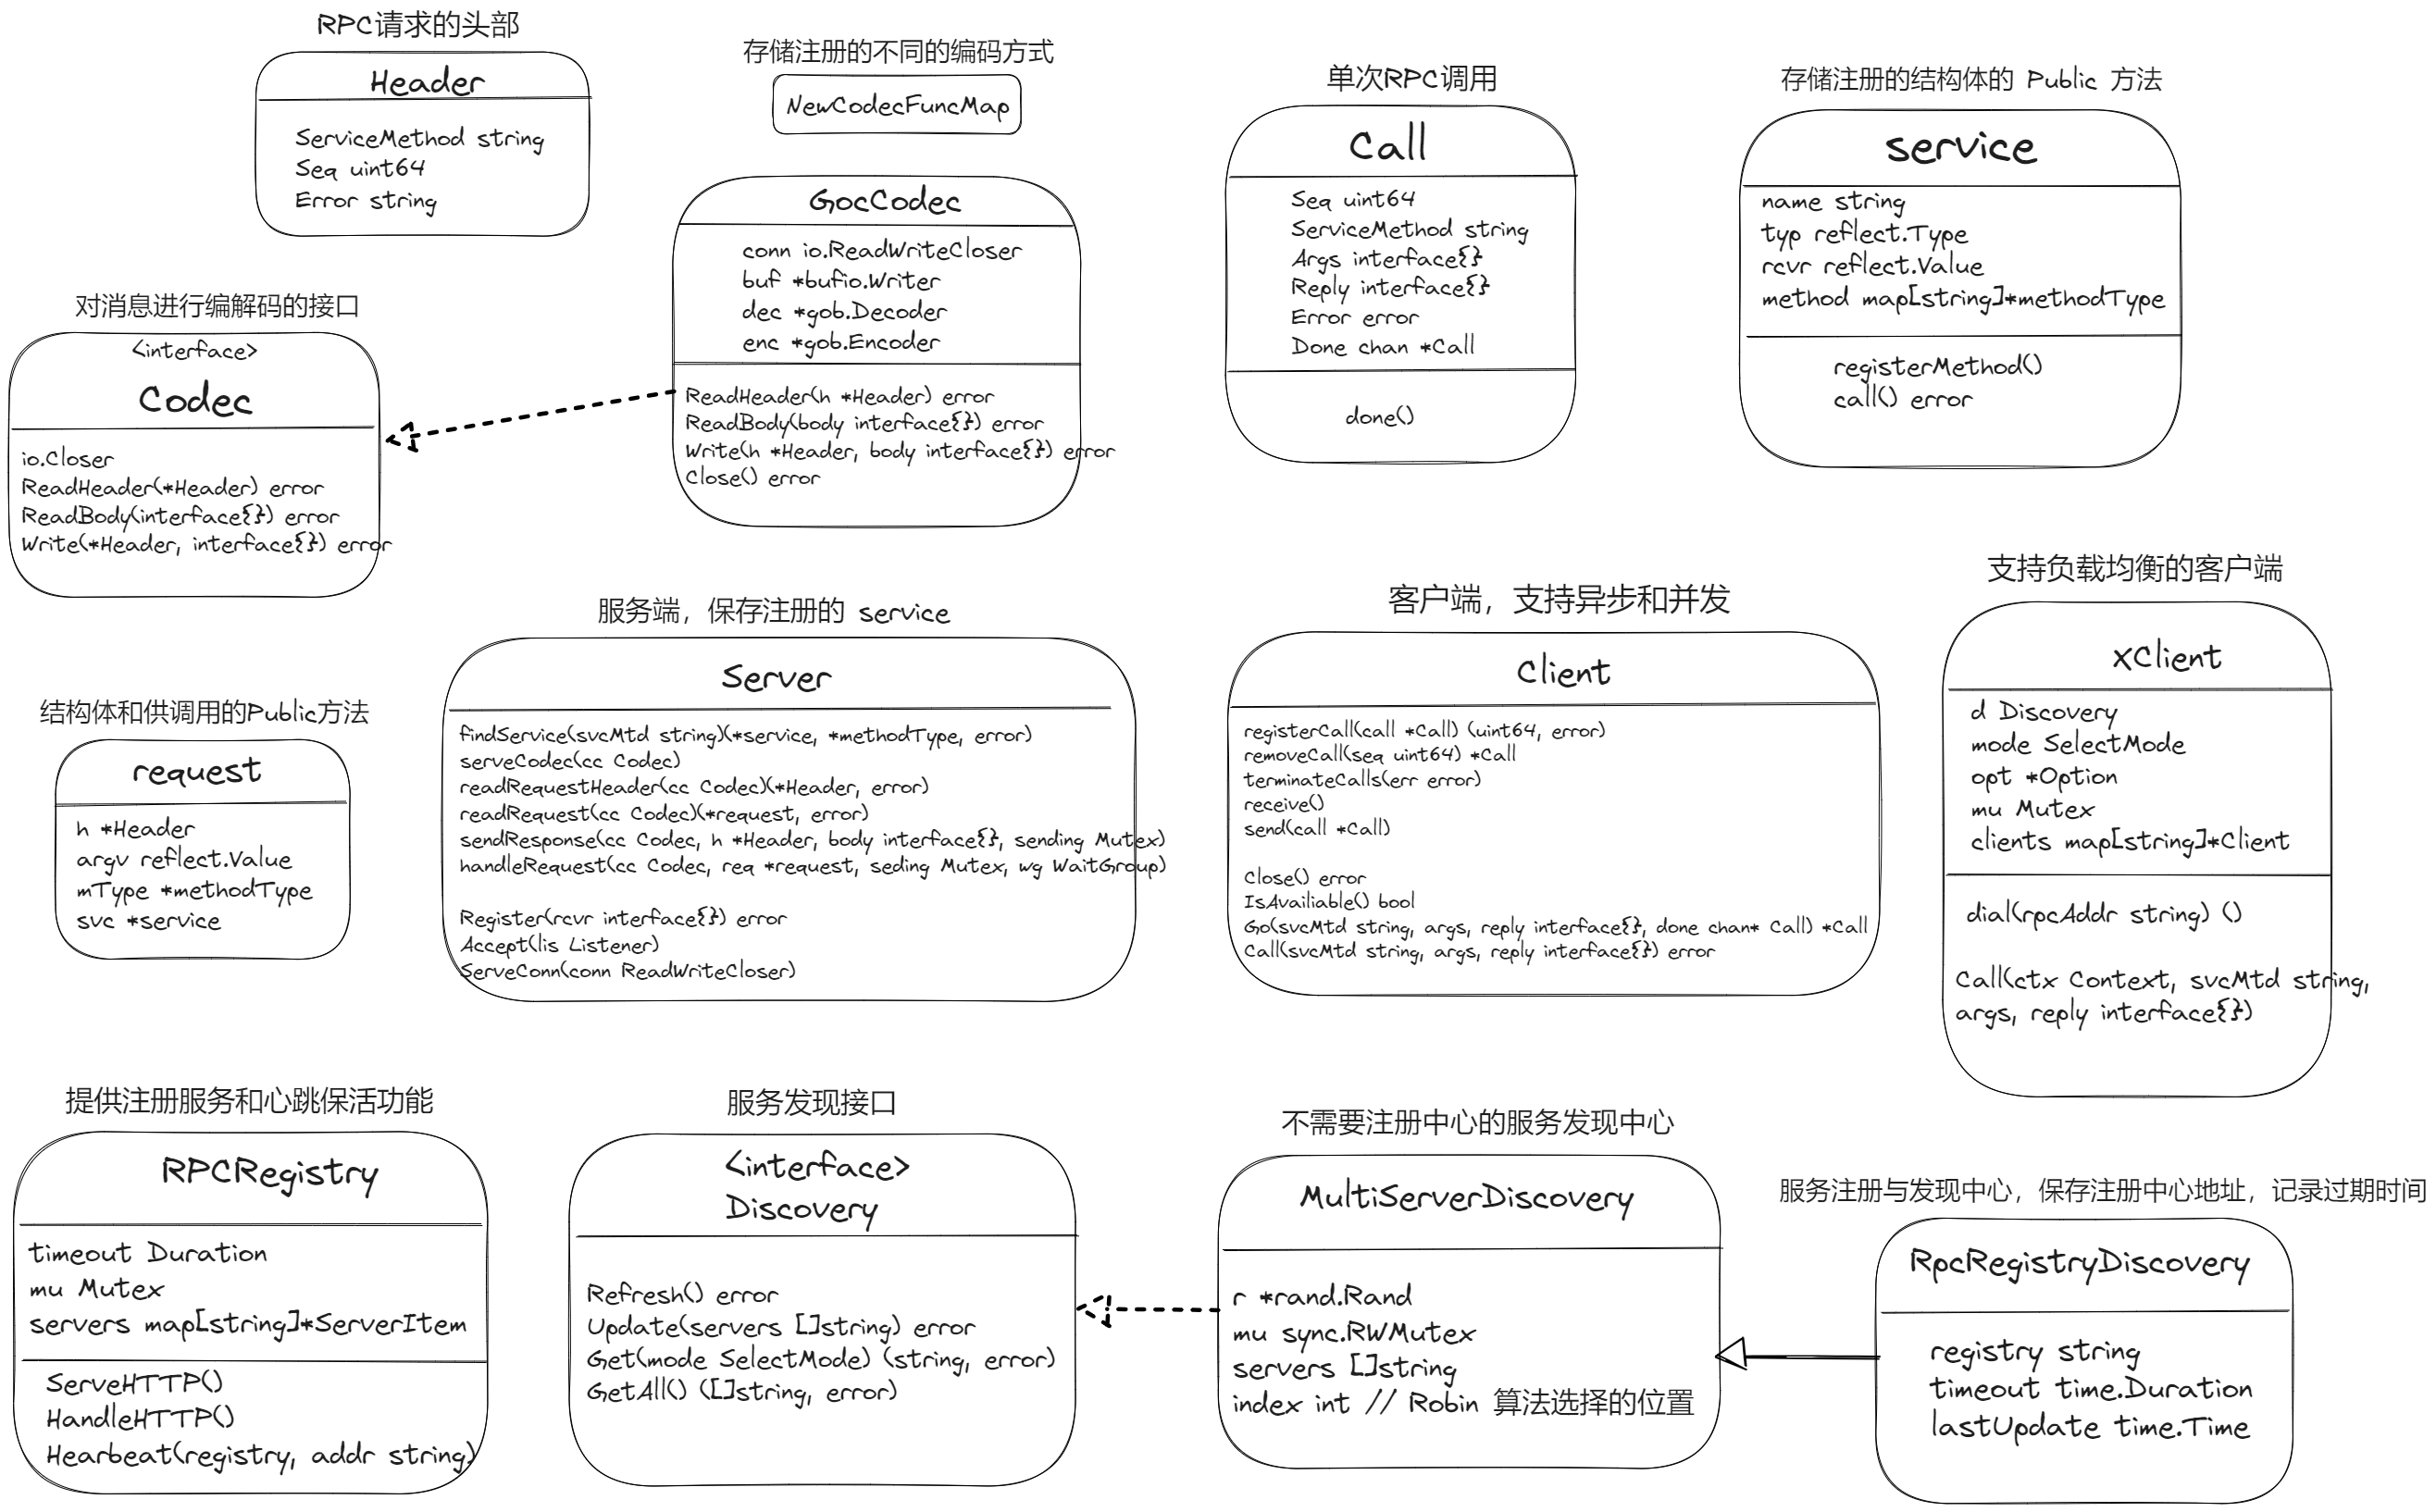 RPC请求的头部
Header
ServiceMethod string
Seq uint64
Error string
存储注册的不同的编码方式
NewCodecFuncMap
GocCodec
conn io.ReadWriteCloser
buf *bufio.Writer
dec *gob.Decoder
enc *gob.Encoder
ReadHeader(h *Header) error
ReadBody(body interface{}) error
Write(h *Header, body interface{}) error
Close() error
单次RPC调用
Call
Seq uint64
ServiceMethod string
Args interface{}
Reply interface{}
Error error
Done chan *Call
done()
存储注册的结构体的 Public 方法
service
name string
typ reflect.Type
rcvr reflect.Value
method map[string]*methodType
registerMethod()
call() error
对消息进行编解码的接口
<interface>
Codec
io.Closer
ReadHeader(*Header) error
ReadBody(interface{}) error
Write(*Header, interface{}) error
结构体和供调用的Public方法
request
h *Header
argv reflect.Value
mType *methodType
svc *service
服务端，保存注册的 service
Server
findService(svcMtd string)(*service, *methodType, error)
serveCodec(cc Codec)
readRequestHeader(cc Codec)(*Header, error)
readRequest(cc Codec)(*request, error)
sendResponse(cc Codec, h *Header, body interface{}, sending Mutex)
handleRequest(cc Codec, req *request, seding Mutex, wg WaitGroup)
Register(rcvr interface{}) error
Accept(lis Listener)
ServeConn(conn ReadWriteCloser)
客户端，支持异步和并发
Client
registerCall(call *Call) (uint64, error)
removeCall(seq uint64) *Call
terminateCalls(err error)
receive()
send(call *Call)
Close() error
IsAvailiable() bool
Go(svcMtd string, args, reply interface{}, done chan* Call) *Call
Call(svcMtd string, args, reply interface{}) error
支持负载均衡的客户端
XClient
d Discovery
mode SelectMode
opt *Option
mu Mutex
clients map[string]*Client
dial(rpcAddr string) ()
Call(ctx Context, svcMtd string,
args, reply interface{})
提供注册服务和心跳保活功能
RPCRegistry
timeout Duration
mu Mutex
servers map[string]*ServerItem
ServeHTTP()
HandleHTTP()
Hearbeat(registry, addr string)
服务发现接口
<interface>
Discovery
Refresh() error
Update(servers []string) error
Get(mode SelectMode) (string, error)
GetAll() ([]string, error)
不需要注册中心的服务发现中心
MultiServerDiscovery
r *rand.Rand
mu sync.RWMutex
servers []string
index int // Robin 算法选择的位置
服务注册与发现中心，保存注册中心地址，记录过期时间
RpcRegistryDiscovery
registry string
timeout time.Duration
lastUpdate time.Time